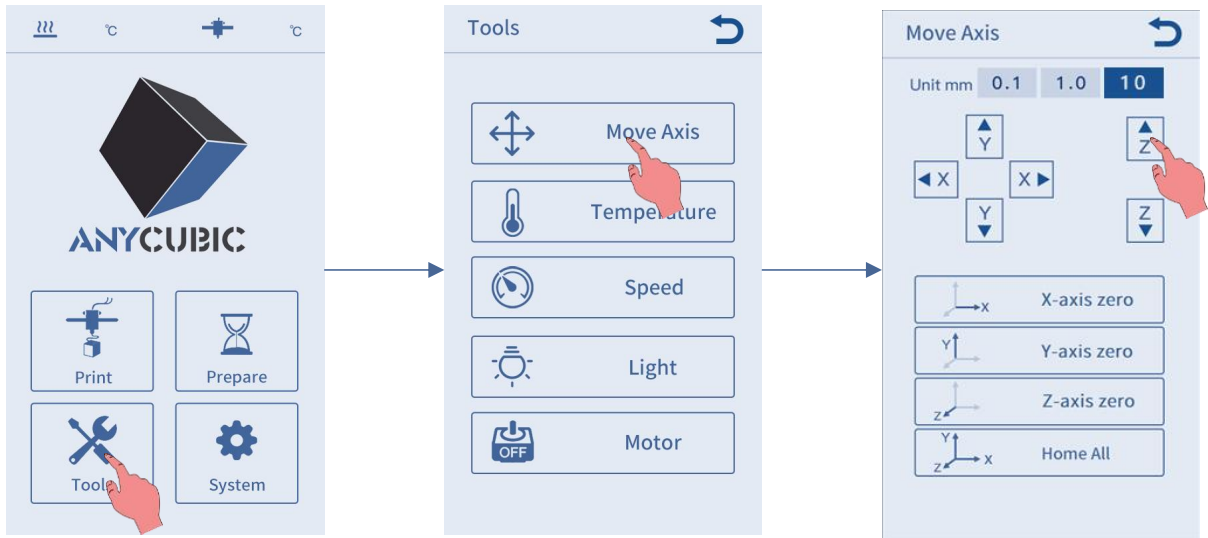 ℃
℃
ANYCUBIC
Print
Prepare
Tools
System
Tools
Move Axis
Temperature
Speed
Light
OFF
Motor
Move Axis
Unit mm 0.1 1.0 10
Y
Z
X
X
Y
Z
X
X-axis zero
Y
Y-axis zero
Z
Z-axis zero
Y
X
Z
Home All